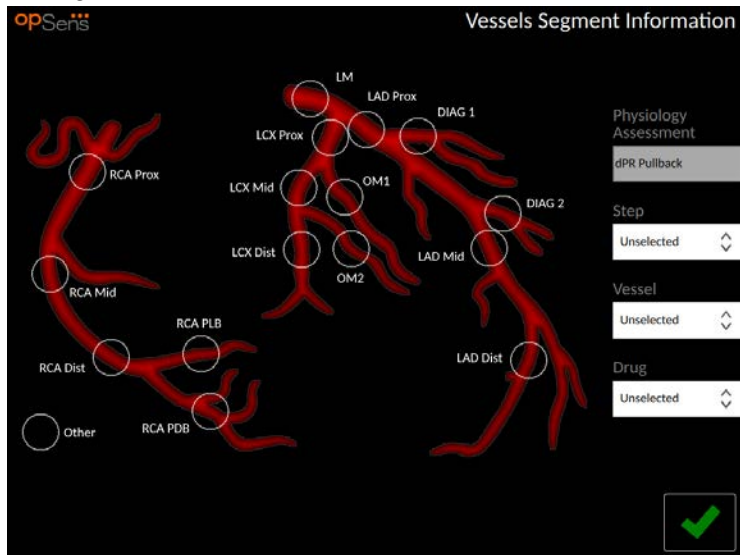 opSens
Vessels Segment Information
LM
LAD Prox
DIAG 1
LCX Prox
RCA Prox
LCX Mid
OM1
DIAG 2
LCX Dist
OM2
LAD Mid
RCA Mid
RCA PLB
RCA Dist
LAD Dist
RCA PDB
Other
Physiology
Assessment
dPR Pullback
Step
Unselected
Vessel
Unselected
Drug
Unselected